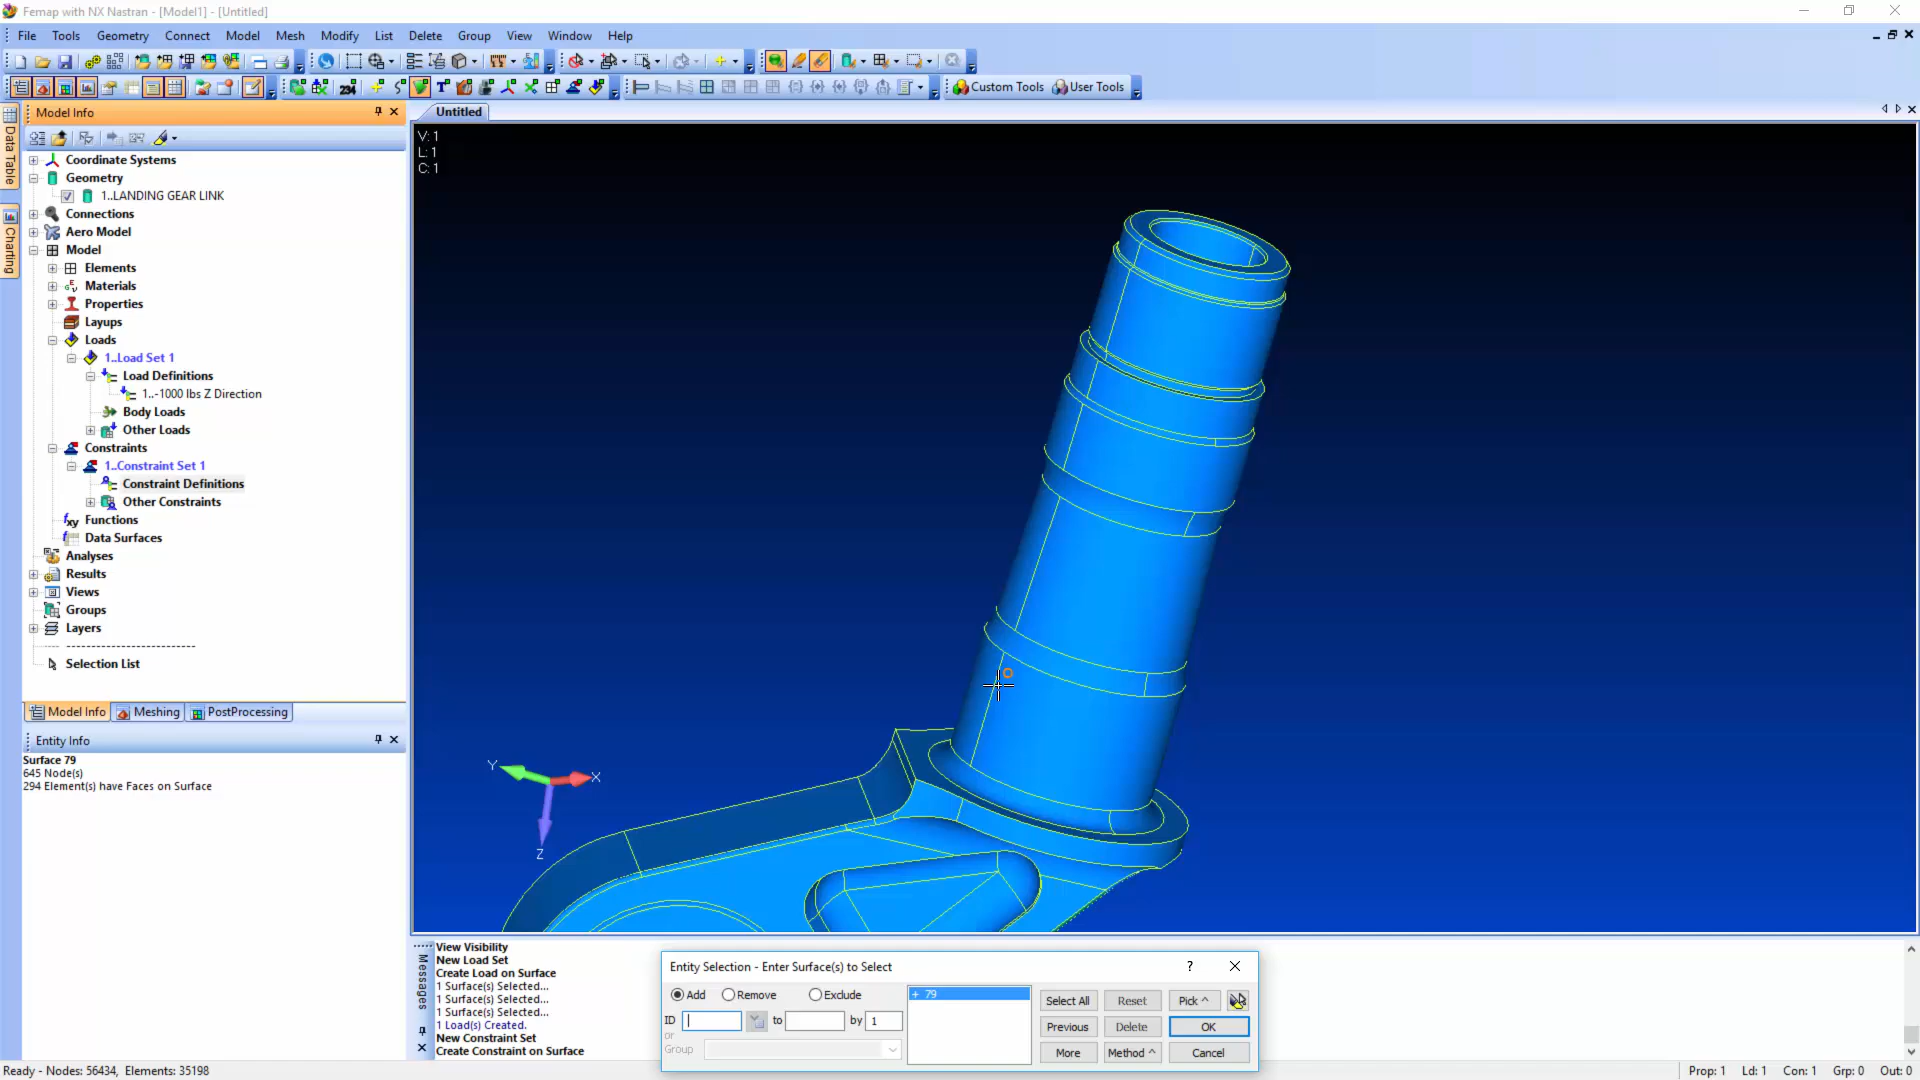 Femap with NX Nastran - [Model1] - [Untitled]
File Tools Geometry Connect Model Mesh Modify List Delete Group View Window Help
Custom Tools User Tools
Model Info
Untitled
Data Table
Charting
V: 1
L: 1
C: 1
Coordinate Systems
Geometry
1..LANDING GEAR LINK
Connections
Aero Model
Model
Elements
Materials
Properties
Layups
Loads
1..Load Set 1
Load Definitions
1..-1000 lbs Z Direction
Body Loads
Other Loads
Constraints
1..Constraint Set 1
Constraint Definitions
Other Constraints
Functions
Data Surfaces
Analyses
Results
Views
Groups
Layers
Selection List
Model Info Meshing PostProcessing
Entity Info
Surface 79
645 Node(s)
294 Element(s) have Faces on Surface
Y
X
Z
Messages
View Visibility
New Load Set
Create Load on Surface
1 Surface(s) Selected...
1 Surface(s) Selected...
1 Surface(s) Selected...
1 Load(s) Created.
New Constraint Set
Create Constraint on Surface
Entity Selection - Enter Surface(s) to Select
?
Add Remove Exclude
ID to by 1
or
Group
+ 79
Select All Reset Pick ^
Previous Delete OK
More Method ^ Cancel
Ready - Nodes: 56434, Elements: 35198
Prop: 1 Ld: 1 Con: 1 Grp: 0 Out: 0